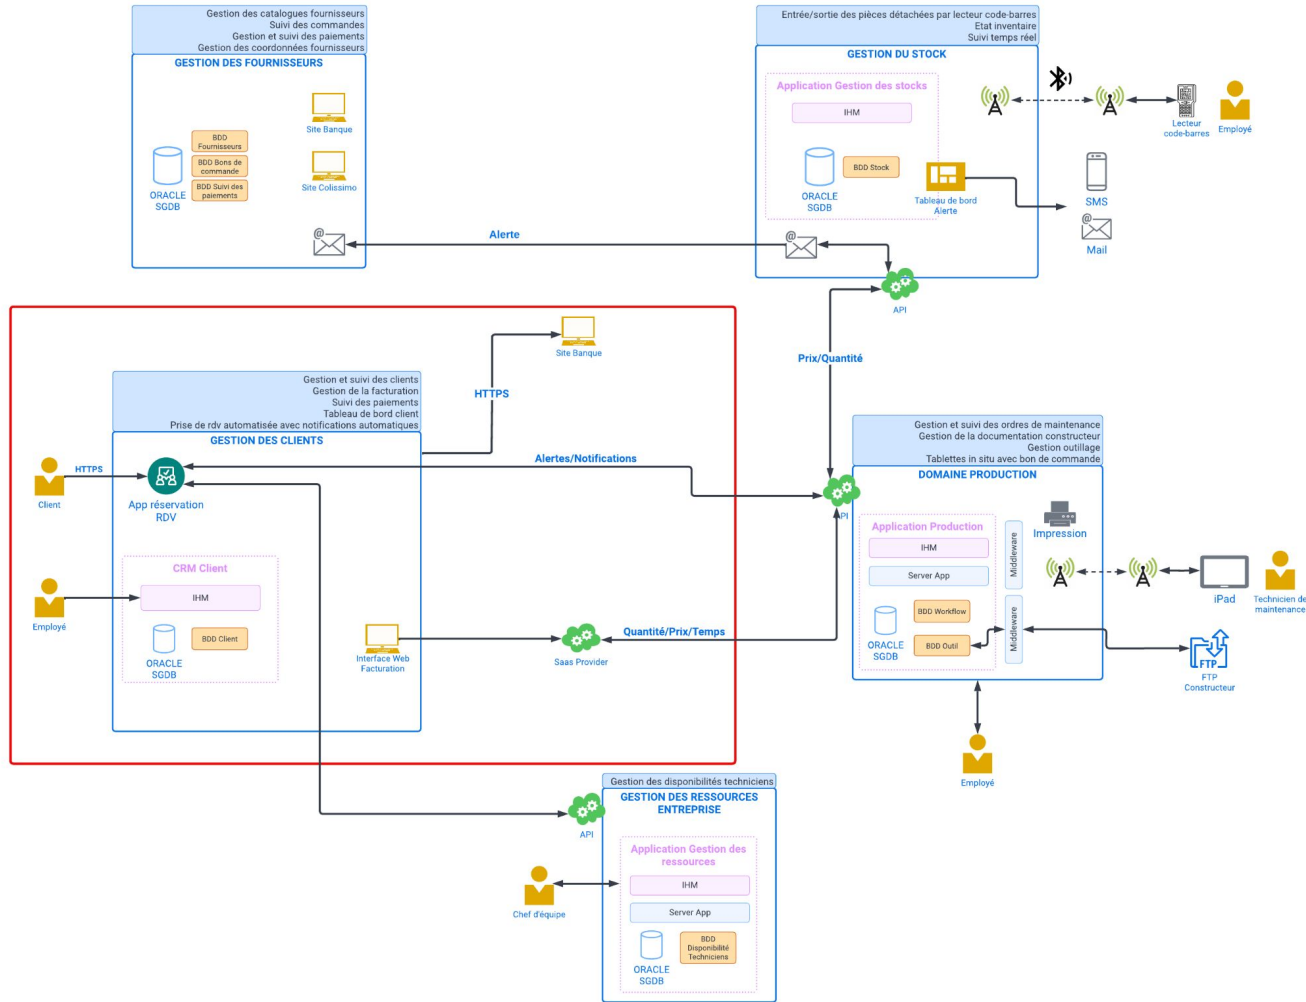 Gestion des catalogues fournisseurs
Suivi des commandes
Gestion et suivi des paiements
Gestion des coordonnées fournisseurs
GESTION DES FOURNISSEURS
BDD
Fournisseurs
BDD Bons de
commande
BDD Suivi des
paiements
ORACLE
SGDB
Site Banque
Site Colissimo
@
Alerte
Entrée/sortie des pièces détachées par lecteur code-barres
Etat inventaire
Suivi temps réel
GESTION DU STOCK
Application Gestion des stocks
IHM
BDD Stock
ORACLE
SGDB
Tableau de bord
Alerte
@
API
Lecteur
code-barres
Employé
SMS
@
Mail
Prix/Quantité
Site Banque
HTTPS
Gestion et suivi des clients
Gestion de la facturation
Suivi des paiements
Tableau de bord client
Prise de rdv automatisée avec notifications automatiques
GESTION DES CLIENTS
Client
HTTPS
App réservation
RDV
Alertes/Notifications
Employé
CRM Client
IHM
BDD Client
ORACLE
SGDB
Interface Web
Facturation
Saas Provider
Quantité/Prix/Temps
API
Gestion et suivi des ordres de maintenance
Gestion de la documentation constructeur
Gestion outillage
Tablettes in situ avec bon de commande
DOMAINE PRODUCTION
Application Production
IHM
Server App
BDD Workflow
BDD Outil
ORACLE
SGDB
Middleware
Middleware
Impression
iPad
Technicien de
maintenance
FTP
FTP
Constructeur
Employé
Gestion des disponibilités techniciens
GESTION DES RESSOURCES
ENTREPRISE
API
Application Gestion des
ressources
IHM
Server App
BDD
Disponibilité
Techniciens
ORACLE
SGDB
Chef d'équipe